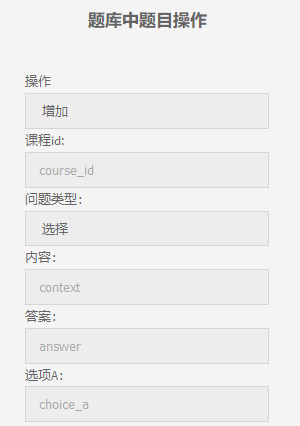 题库中题目操作
操作
增加
课程id:
course_id
问题类型：
选择
内容：
context
答案：
answer
选项A：
choice_a